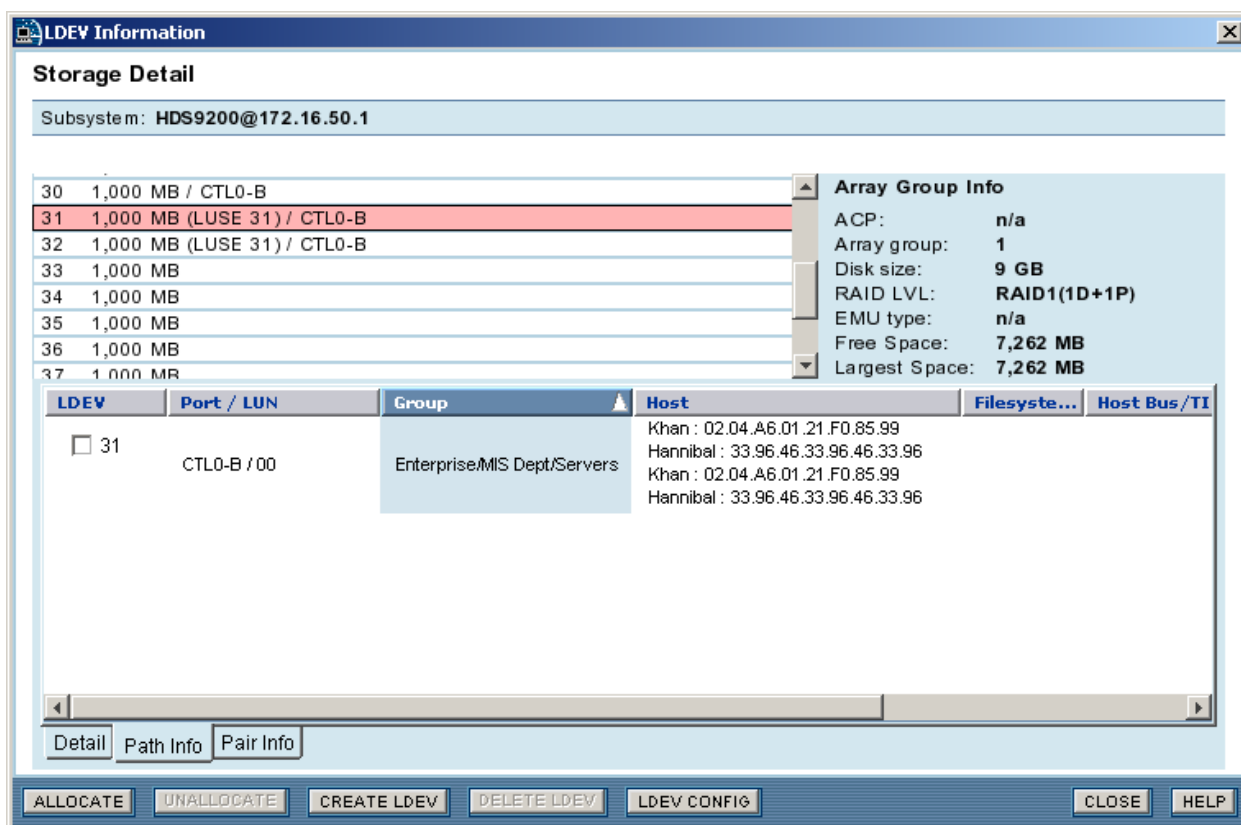 LDEV Information
Storage Detail
Subsystem: HDS9200@172.16.50.1
30 1,000 MB / CTL0-B
31 1,000 MB (LUSE 31) / CTL0-B
32 1,000 MB (LUSE 31) / CTL0-B
33 1,000 MB
34 1,000 MB
35 1,000 MB
36 1,000 MB
37 1,000 MB
Array Group Info
ACP: n/a
Array group: 1
Disk size: 9 GB
RAID LVL: RAID1(1D+1P)
EMU type: n/a
Free Space: 7,262 MB
Largest Space: 7,262 MB
LDEV Port / LUN Group Host Filesyste... Host Bus/TI
31 CTL0-B / 00 Enterprise/MIS Dept/Servers
Khan : 02.04.A6.01.21.F0.85.99
Hannibal : 33.96.46.33.96.46.33.96
Khan : 02.04.A6.01.21.F0.85.99
Hannibal : 33.96.46.33.96.46.33.96
Detail Path Info Pair Info
ALLOCATE UNALLOCATE CREATE LDEV DELETE LDEV LDEV CONFIG CLOSE HELP